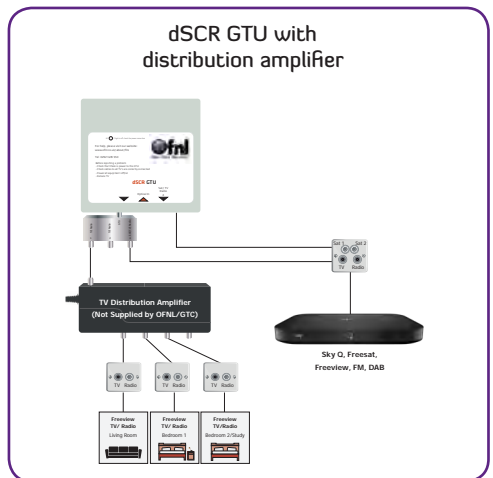 dSCR GTU with
distribution amplifier
Ofnl
dSCR GTU
TV Distribution Amplifier
(Not Supplied by OFNL/GTC)
Sat 1 Sat 2
TV Radio
Sky Q, Freesat,
Freeview, FM, DAB
TV Radio
TV Radio
TV Radio
Freeview
TV/ Radio
Living Room
Freeview
TV/ Radio
Bedroom 1
Freeview
TV/Radio
Bedroom 2/Study